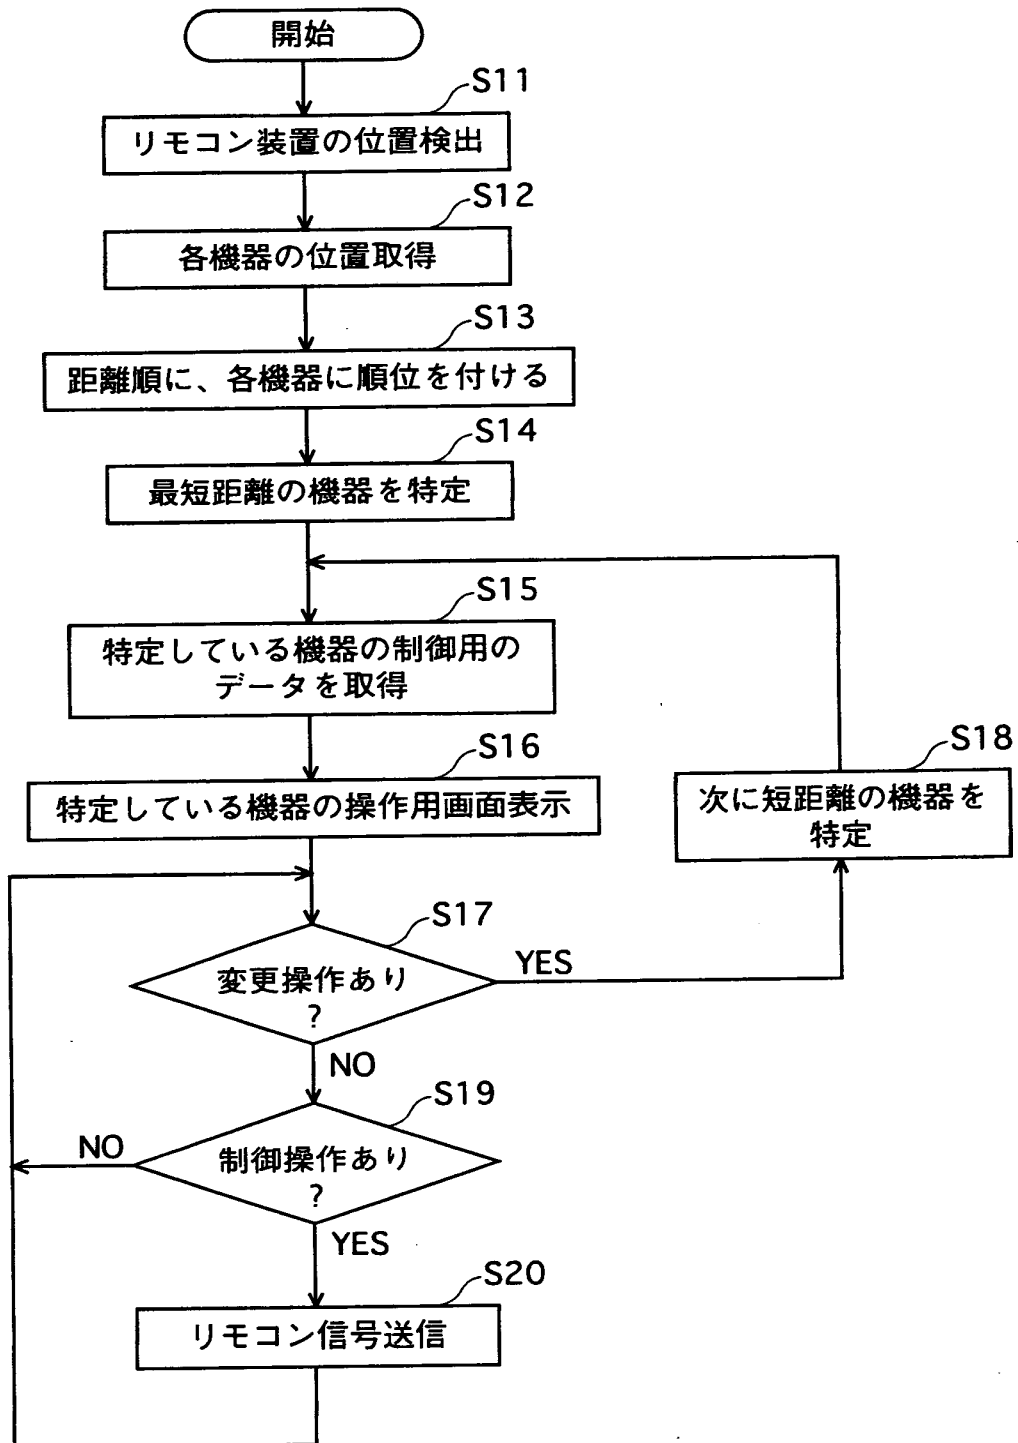 開始
S11
リモコン装置の位置検出
S12
各機器の位置取得
S13
距離順に、各機器に順位を付ける
S14
最短距離の機器を特定
S15
特定している機器の制御用の
データを取得
S16
特定している機器の操作用画面表示
S18
次に短距離の機器を
特定
S17
変更操作あり
?
YES
NO
S19
制御操作あり
?
NO
YES
S20
リモコン信号送信